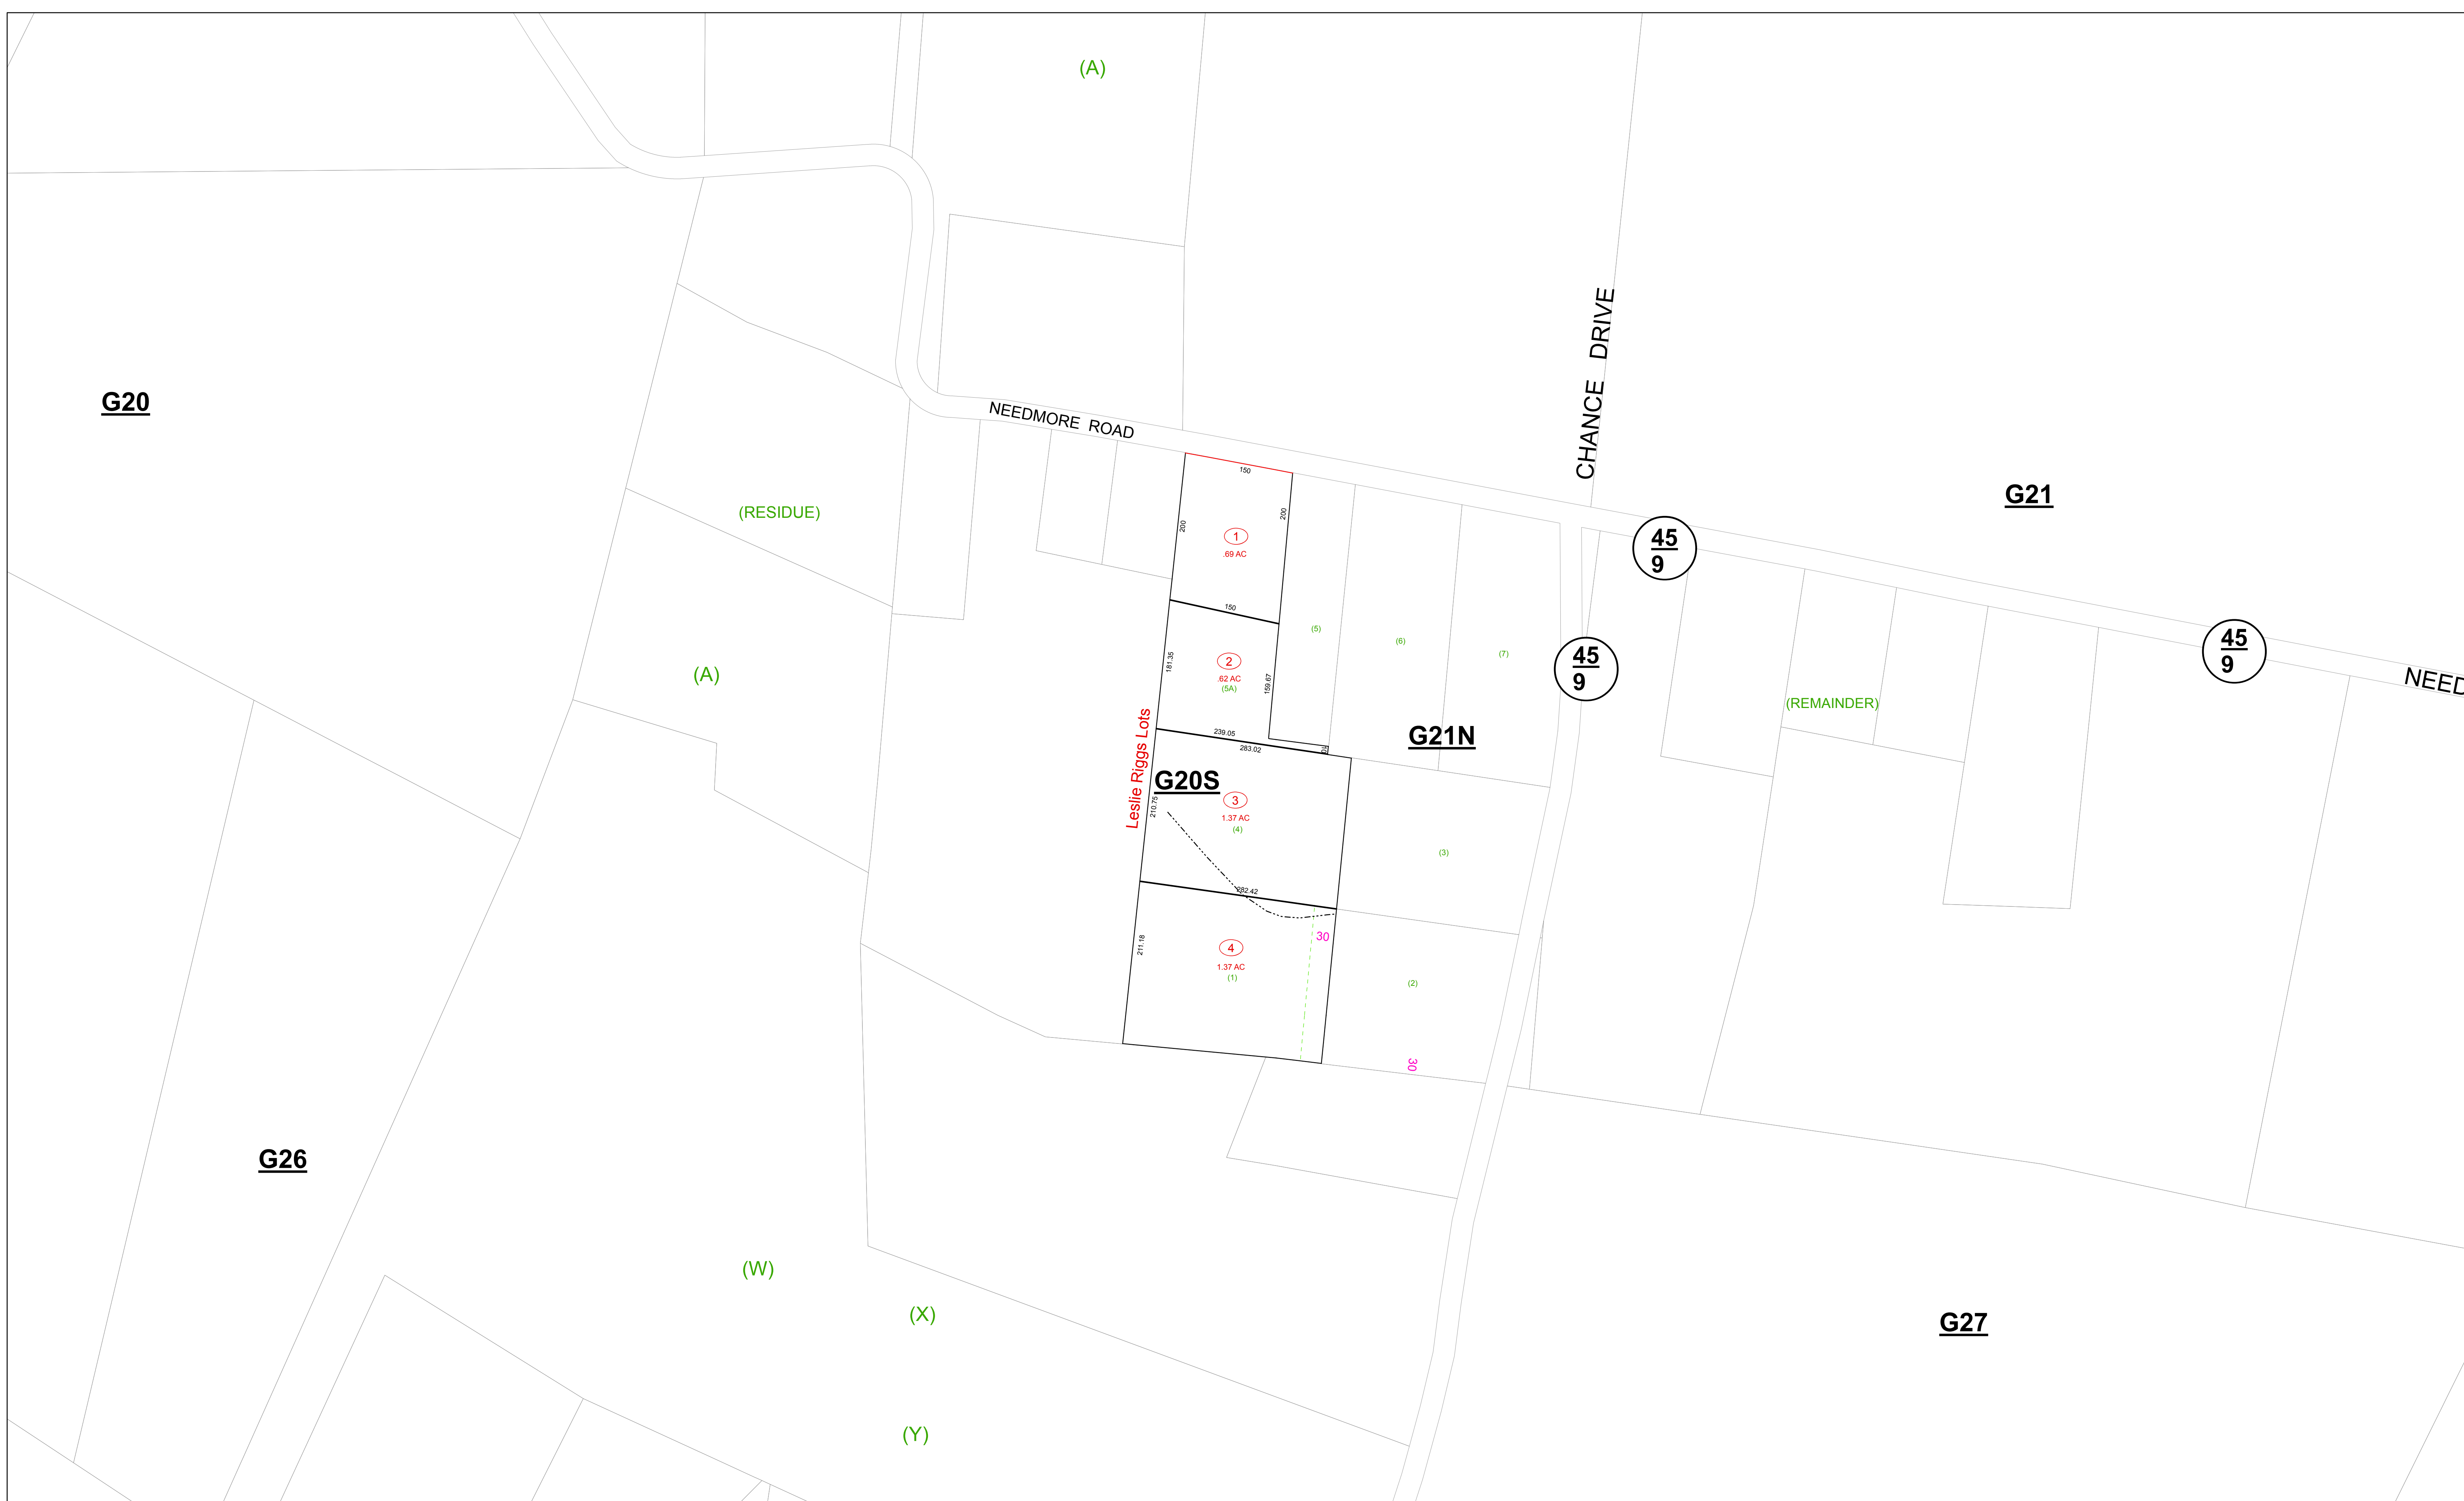 (A)
CHANCE DRIVE
G20
NEEDMORE ROAD
150
G21
(RESIDUE)
200
200
1
.69 AC
45
9
150
(5)
(6)
(7)
45
9
45
9
181.35
2
.62 AC
(5A)
159.67
(A)
NEED
(REMAINDER)
Leslie Riggs Lots
239.05
283.02
G21N
G20S
210.75
3
1.37 AC
(4)
(3)
282.42
30
211.18
4
1.37 AC
(1)
(2)
30
G26
(W)
(X)
G27
(Y)